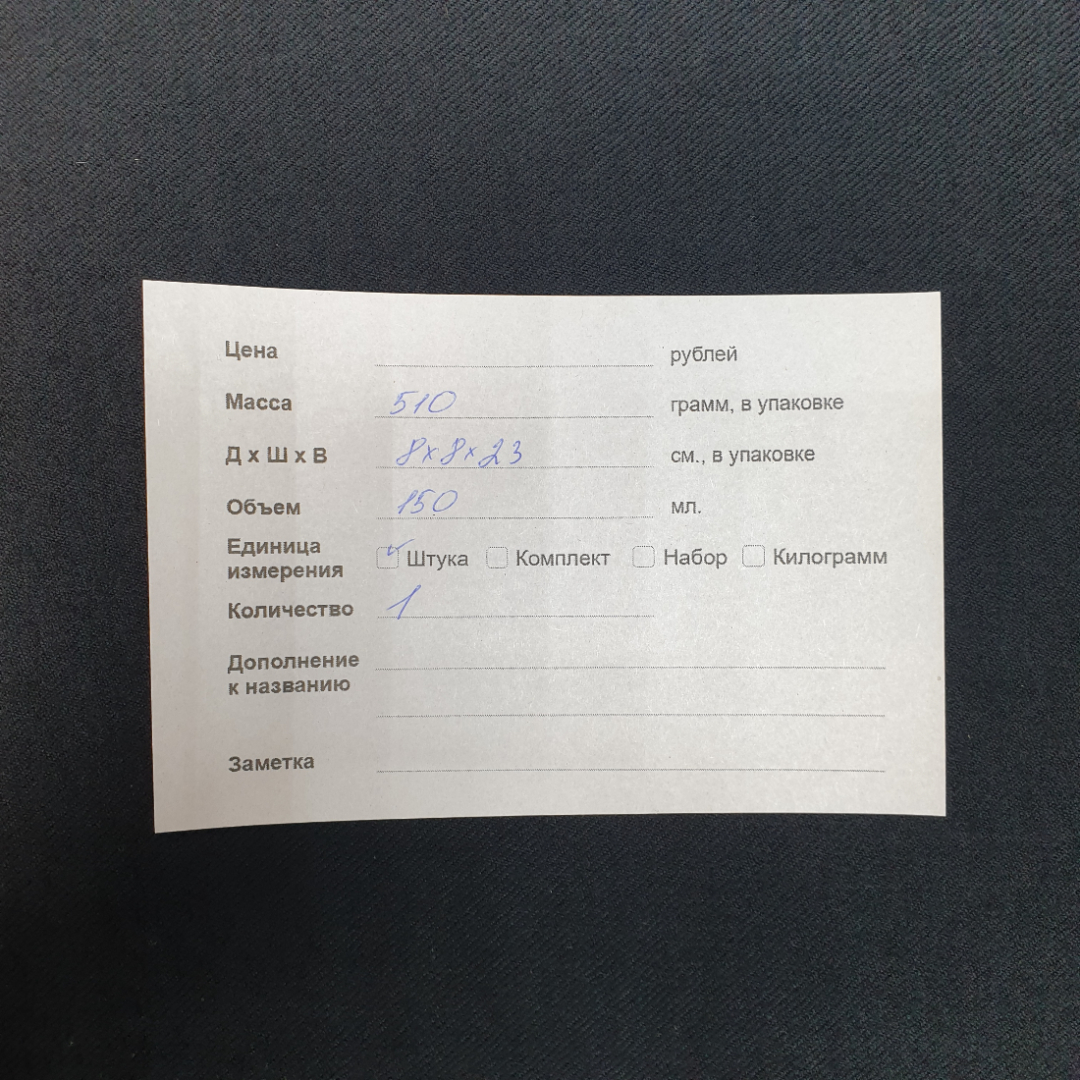 Цена рублей
Масса 510 грамм, в упаковке
Д х Ш х В 8x8x23 см., в упаковке
Объем 150 мл.
Единица
измерения Штука Комплект Набор Килограмм
Количество 1
Дополнение
к названию
Заметка